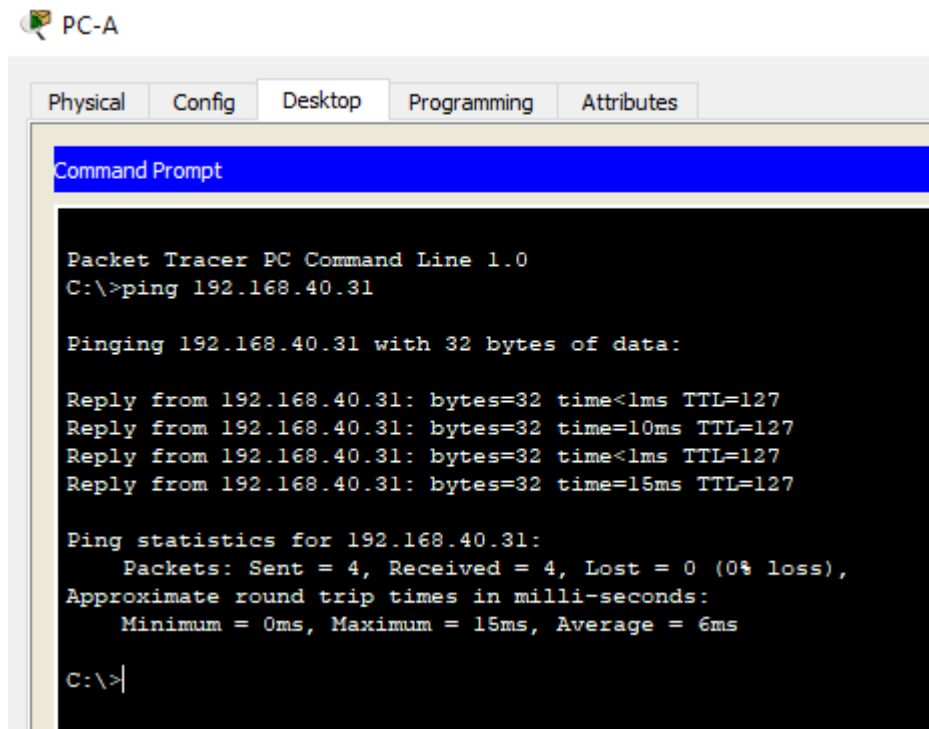 PC-A
Physical Config Desktop Programming Attributes
Command Prompt
Packet Tracer PC Command Line 1.0
C:\>ping 192.168.40.31
Pinging 192.168.40.31 with 32 bytes of data:
Reply from 192.168.40.31: bytes=32 time<1ms TTL=127
Reply from 192.168.40.31: bytes=32 time=10ms TTL=127
Reply from 192.168.40.31: bytes=32 time<1ms TTL=127
Reply from 192.168.40.31: bytes=32 time=15ms TTL=127
Ping statistics for 192.168.40.31:
Packets: Sent = 4, Received = 4, Lost = 0 (0% loss),
Approximate round trip times in milli-seconds:
Minimum = 0ms, Maximum = 15ms, Average = 6ms
C:\>